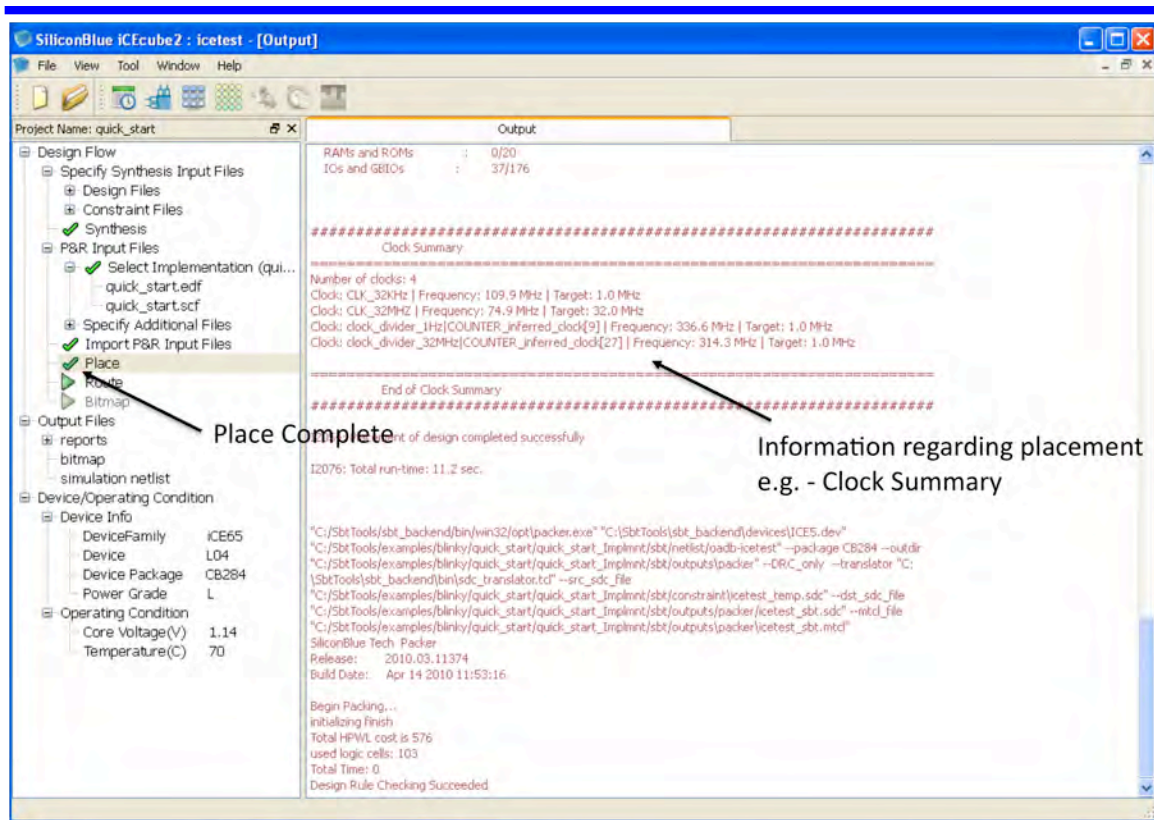 SiliconBlue iCEcube2 : icetest - [Output]
File View Tool Window Help
Project Name: quick_start
Design Flow
Specify Synthesis Input Files
Design Files
Constraint Files
Synthesis
P&R Input Files
Select Implementation (qui...
quick_start.edf
quick_start.scf
Specify Additional Files
Import P&R Input Files
Place
Route
Bitmap
Output Files
reports
bitmap
simulation netlist
Device/Operating Condition
Device Info
DeviceFamily iCE65
Device L04
Device Package CB284
Power Grade L
Operating Condition
Core Voltage(V) 1.14
Temperature(C) 70
Place Complete
Output
RAMs and ROMs : 0/20
IOs and GBIOs : 37/176
#####################################################################
Clock Summary
=====================================================================
Number of clocks: 4
Clock: CLK_32KHz | Frequency: 109.9 MHz | Target: 1.0 MHz
Clock: CLK_32MHZ | Frequency: 74.9 MHz | Target: 32.0 MHz
Clock: clock_divider_1Hz|COUNTER_inferred_clock[9] | Frequency: 336.6 MHz | Target: 1.0 MHz
Clock: clock_divider_32MHz|COUNTER_inferred_clock[27] | Frequency: 314.3 MHz | Target: 1.0 MHz
=====================================================================
End of Clock Summary
#####################################################################
of design completed successfully
I2076: Total run-time: 11.2 sec.
Information regarding placement
e.g. - Clock Summary
"C:/SbtTools/sbt_backend/bin/win32/opt\packer.exe" "C:\SbtTools\sbt_backend\devices\ICE5.dev"
"C:/SbtTools/examples/blinky/quick_start/quick_start_Implmnt/sbt/netlist/oadb-icetest" --package CB284 --outdir
"C:/SbtTools/examples/blinky/quick_start/quick_start_Implmnt/sbt/outputs\packer" --DRC_only --translator "C:
\SbtTools\sbt_backend\bin\sdc_translator.tcl" --src_sdc_file
"C:/SbtTools/examples/blinky/quick_start/quick_start_Implmnt/sbt/constraint\icetest_temp.sdc" --dst_sdc_file
"C:/SbtTools/examples/blinky/quick_start/quick_start_Implmnt/sbt/outputs/packer/icetest_sbt.sdc" --mtcl_file
"C:/SbtTools/examples/blinky/quick_start/quick_start_Implmnt/sbt/outputs\packer\icetest_sbt.mtcl"
SiliconBlue Tech Packer
Release: 2010.03.11374
Build Date: Apr 14 2010 11:53:16
Begin Packing...
initializing finish
Total HPWL cost is 576
used logic cells: 103
Total Time: 0
Design Rule Checking Succeeded